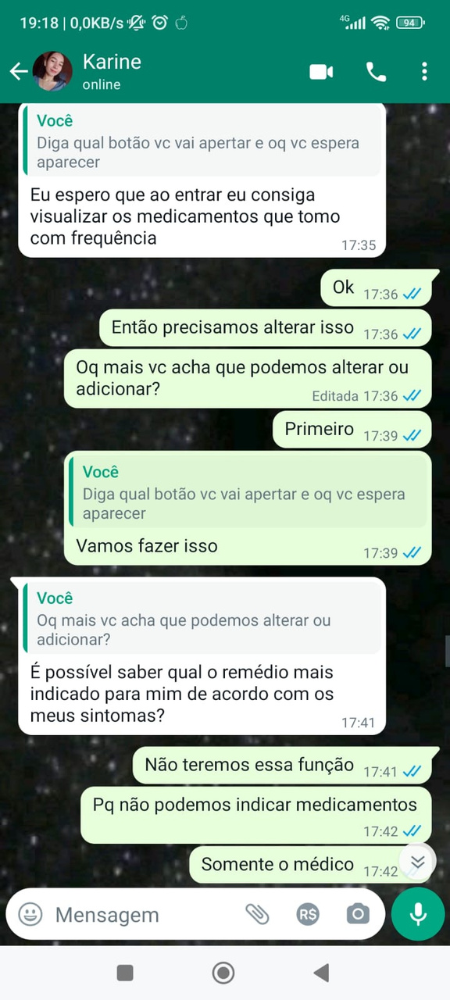 19:18 | 0,0KB/s
4G
94
Karine
online
Você
Diga qual botão vc vai apertar e oq vc espera
aparecer
Eu espero que ao entrar eu consiga
visualizar os medicamentos que tomo
com frequência
17:35
Ok 17:36
Então precisamos alterar isso 17:36
Oq mais vc acha que podemos alterar ou
adicionar?
Editada 17:36
Primeiro 17:39
Você
Diga qual botão vc vai apertar e oq vc espera
aparecer
Vamos fazer isso 17:39
Você
Oq mais vc acha que podemos alterar ou
adicionar?
É possível saber qual o remédio mais
indicado para mim de acordo com os
meus sintomas?
17:41
Não teremos essa função 17:41
Pq não podemos indicar medicamentos
17:42
Somente o médico 17:42
Mensagem
R$